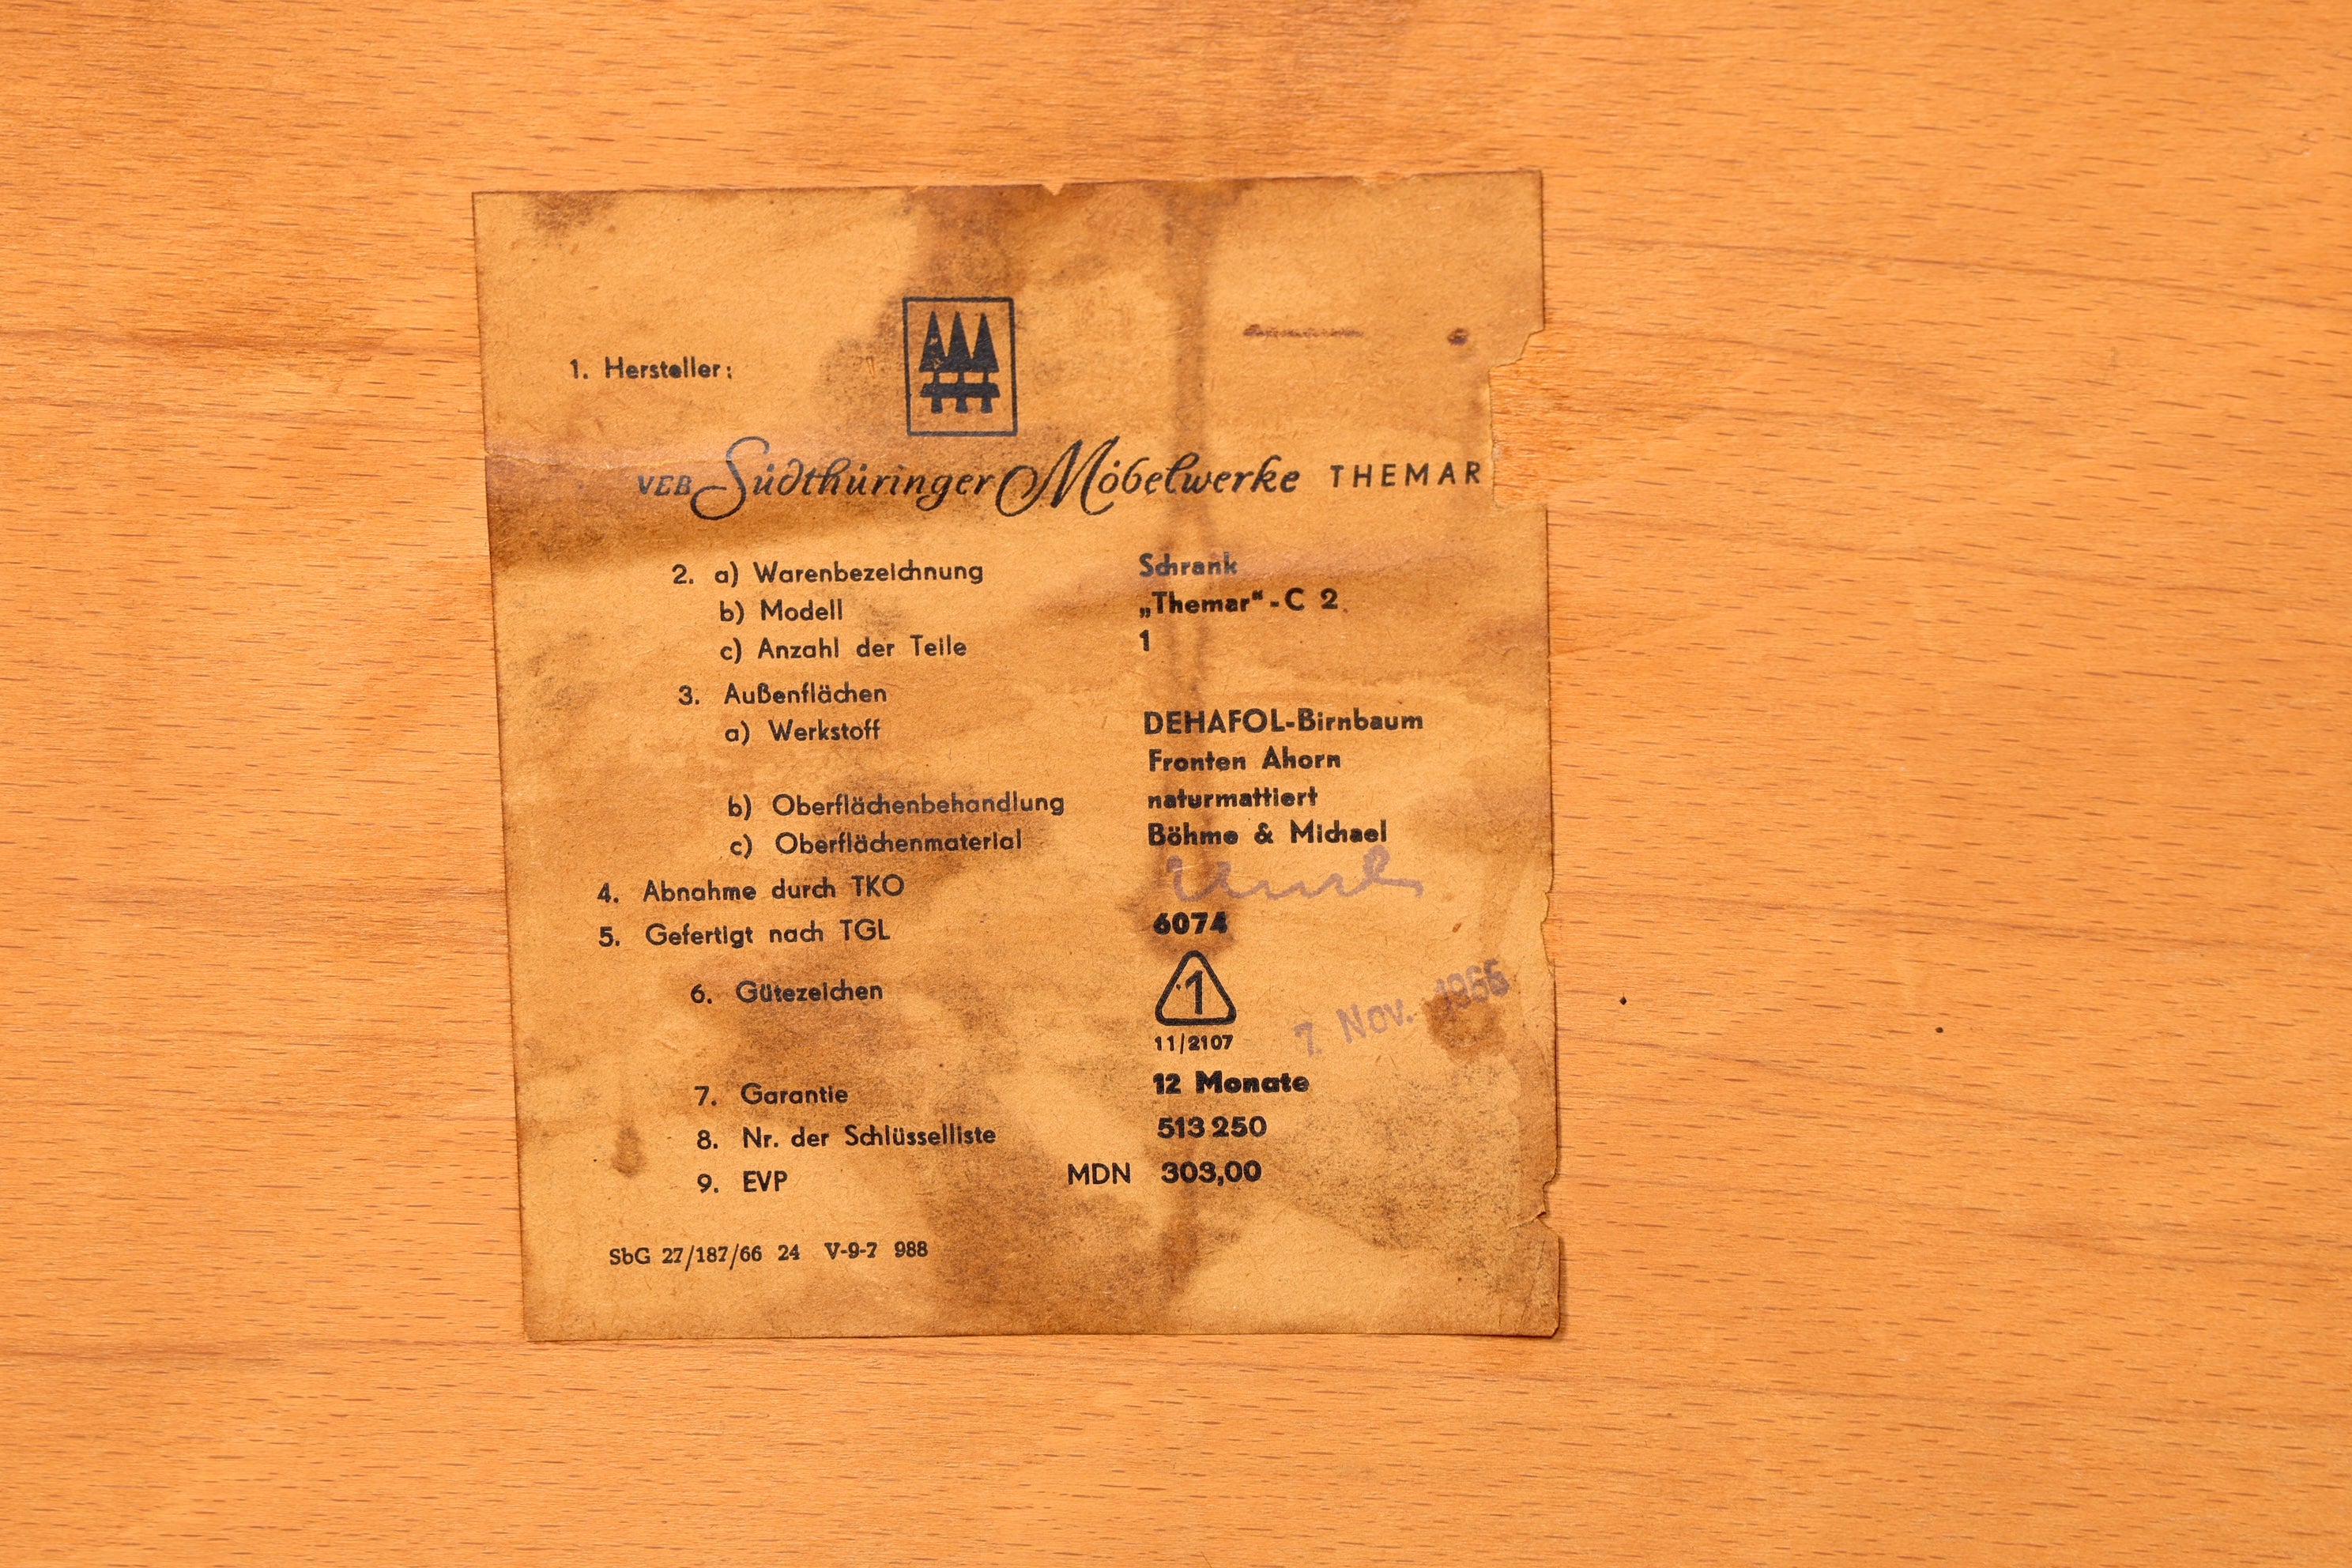 1. Hersteller:
VEB Südthüringer Möbelwerke THEMAR
2. a) Warenbezeichnung Schrank
b) Modell „Themar“-C 2
c) Anzahl der Teile 1
3. Außenflächen
a) Werkstoff DEHAFOL-Birnbaum
Fronten Ahorn
b) Oberflächenbehandlung naturmattiert
c) Oberflächenmaterial Böhme & Michael
4. Abnahme durch TKO
5. Gefertigt nach TGL 6074
6. Gütezeichen 1
7. Nov.
11/2107
7. Garantie 12 Monate
8. Nr. der Schlüsselliste 513 250
9. EVP MDN 303,00
SbG 27/187/66 24 V-9-7 988